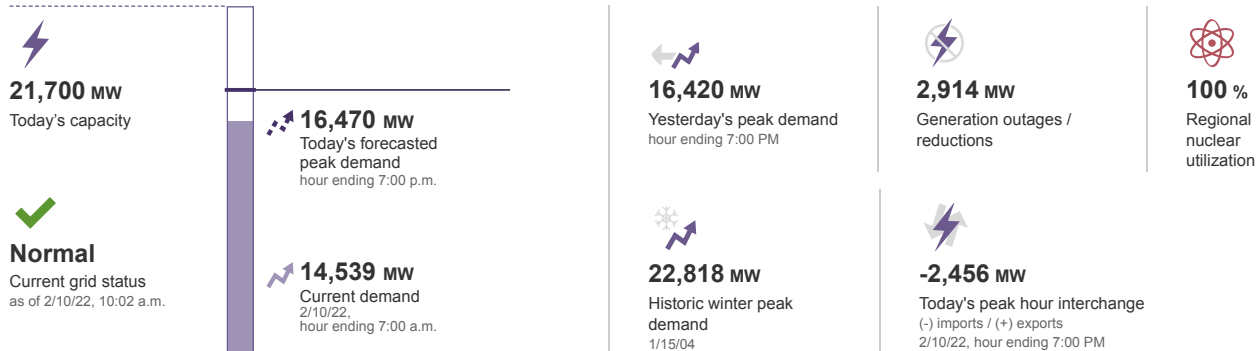 21,700 MW
Today's capacity
Normal
Current grid status
as of 2/10/22, 10:02 a.m.
16,470 MW
Today's forecasted
peak demand
hour ending 7:00 p.m.
14,539 MW
Current demand
2/10/22,
hour ending 7:00 a.m.
16,420 MW
Yesterday's peak demand
hour ending 7:00 PM
2,914 MW
Generation outages /
reductions
100 %
Regional
nuclear
utilization
22,818 MW
Historic winter peak
demand
1/15/04
-2,456 MW
Today's peak hour interchange
(-) imports / (+) exports
2/10/22, hour ending 7:00 PM